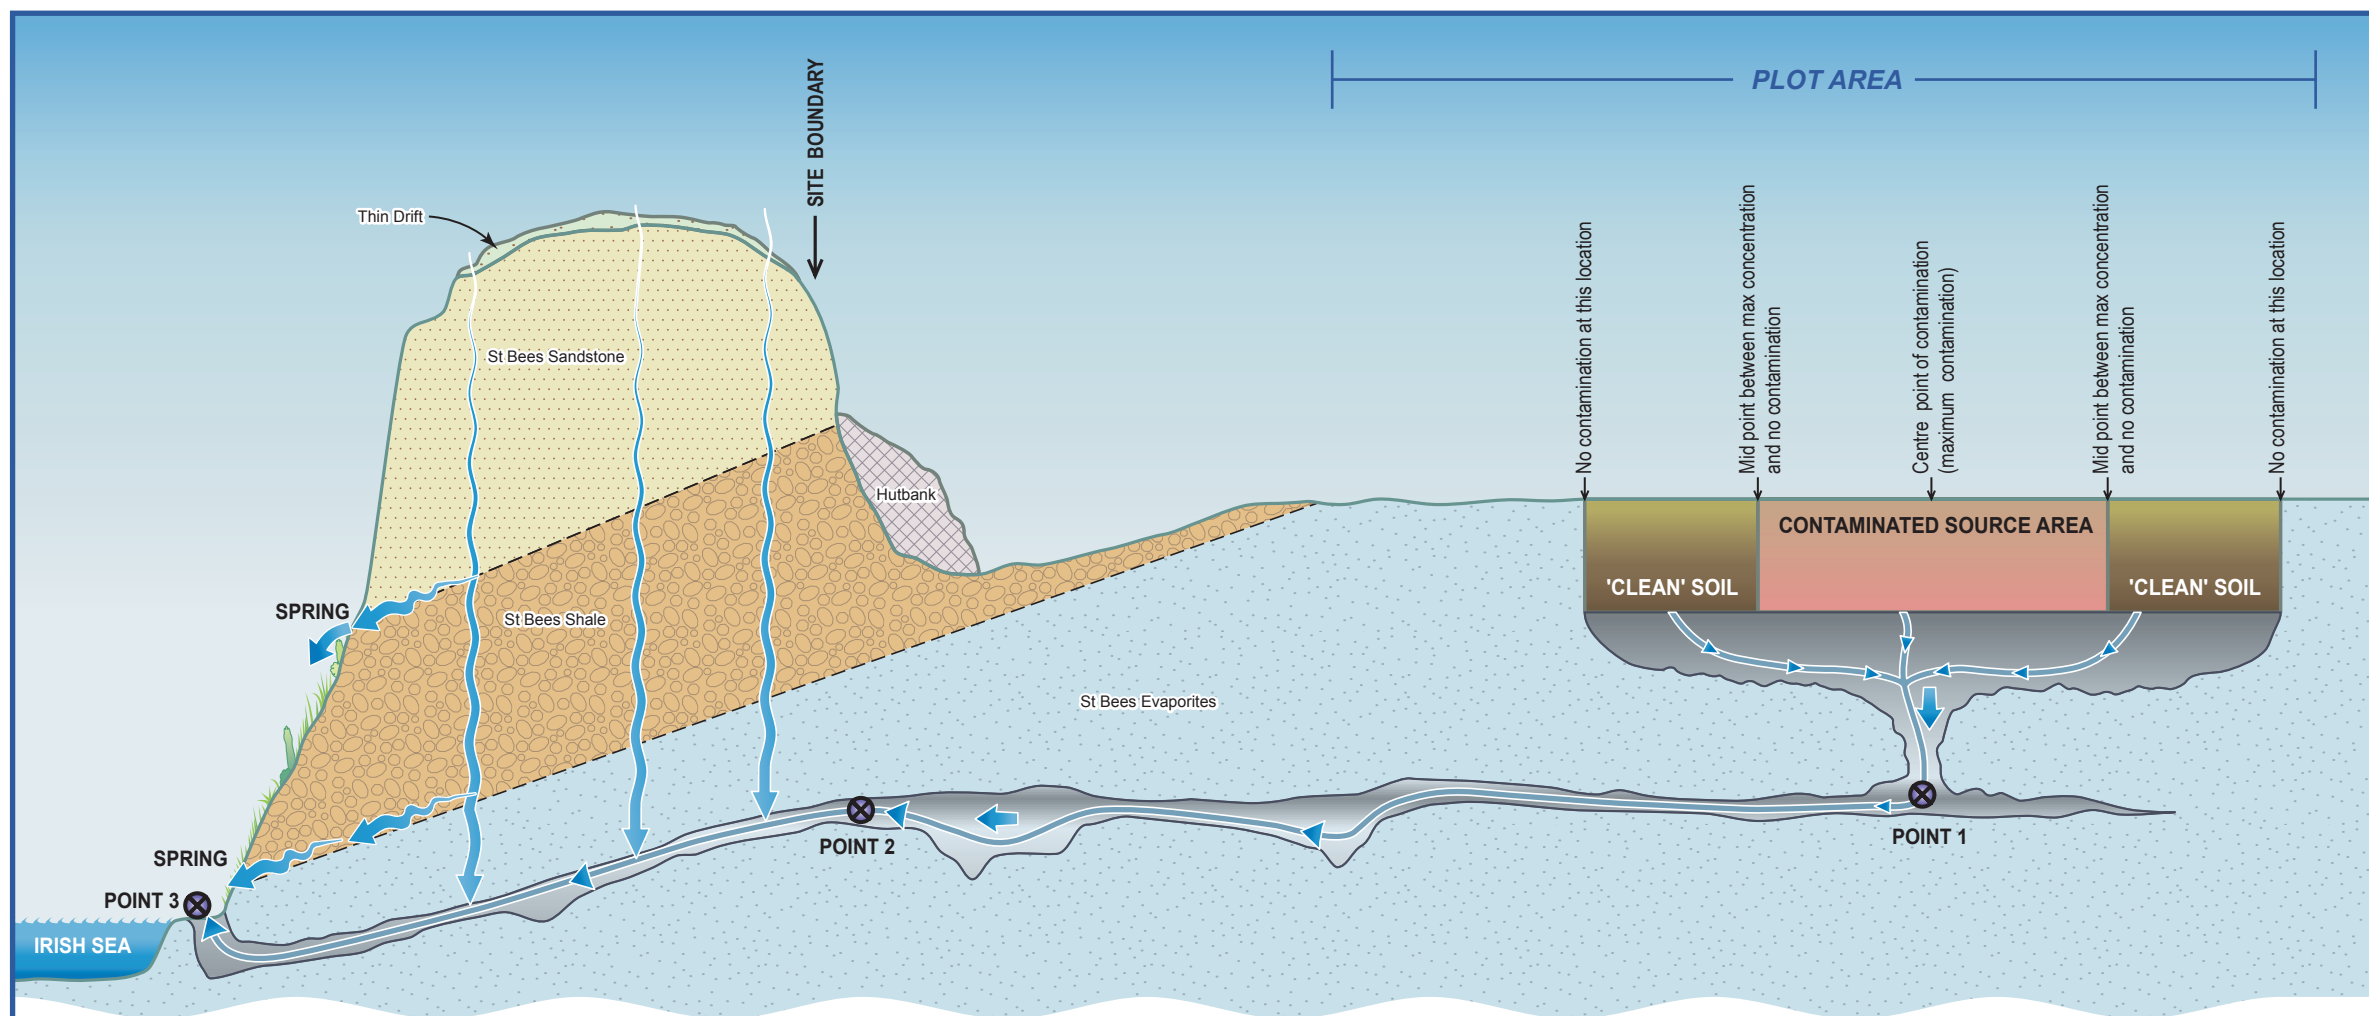 PLOT AREA
SITE BOUNDARY
Thin Drift
No contamination at this location
Mid point between max concentration
and no contamination
Centre point of contamination
(maximum contamination)
Mid point between max concentration
and no contamination
No contamination at this location
St Bees Sandstone
Hutbank
CONTAMINATED SOURCE AREA
'CLEAN' SOIL
'CLEAN' SOIL
SPRING
St Bees Shale
St Bees Evaporites
POINT 1
POINT 2
SPRING
POINT 3
IRISH SEA